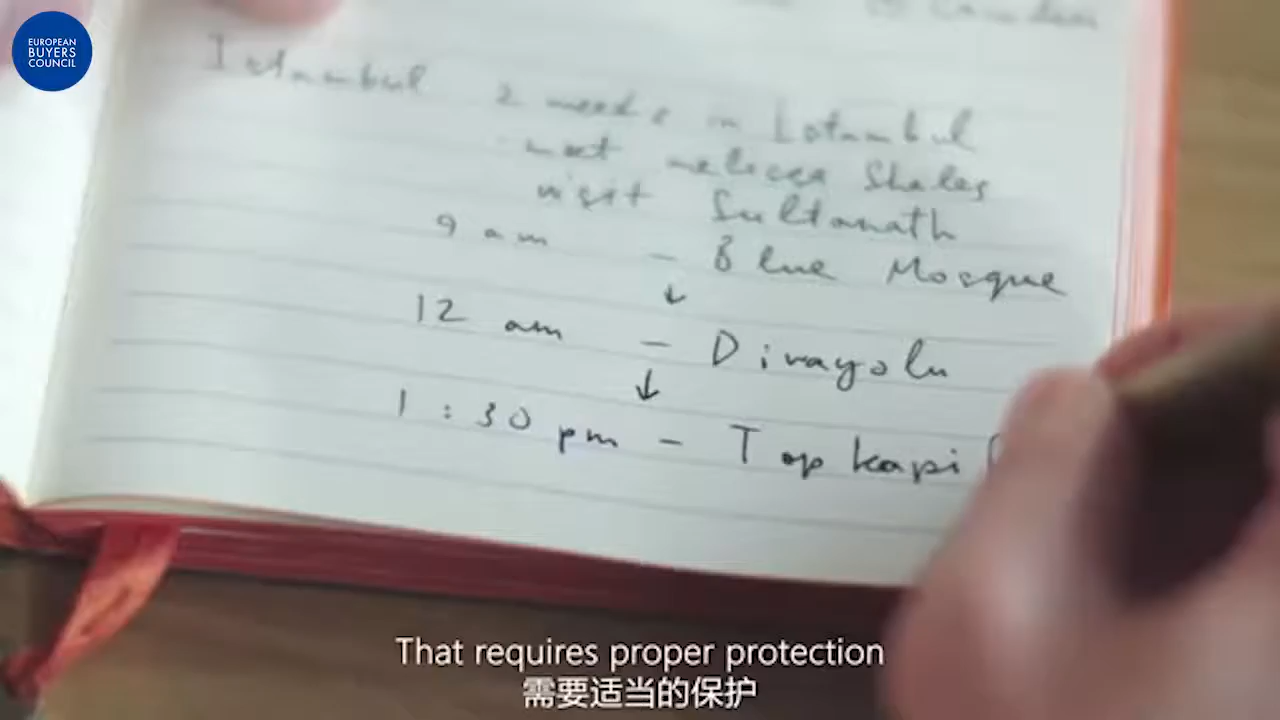 EUROPEAN
BUYERS
COUNCIL
Istanbul 2 weeks in Istanbul
visit Sultanath
9 am – Blue Mosque
↓
12 am – Divayolu
↓
1:30 pm – Topkapi
That requires proper protection
需要适当的保护